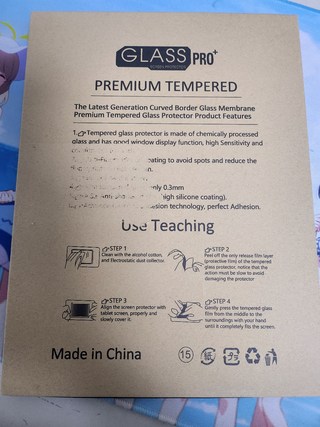 GLASS PRO+
PREMIUM TEMPERED
The Latest Generation Curved Border Glass Membrane
Premium Tempered Glass Protector Product Features
1. Tempered glass protector is made of chemically processed
glass and has good window display function, high Sensitivity and
coating to avoid spots and reduce the
only 0.3mm
high silicone coating).
technology, perfect Adhesion.
Use Teaching
STEP 1
Clean with the alcohol cotton,
and Electrostatic dust collector.
STEP 2
Peel off the only release film layer
(protective film) of the tempered
glass protector, notice that the
action must be slow to avoid
damaging the protector
STEP 3
Align the screen protector with
tablet screen, properly and
slowly cover it.
STEP 4
Gently press the tempered glass
film from the middle to the
surroundings with your hand
until it completely fits the screen.
Made in China
15 紙 プラ